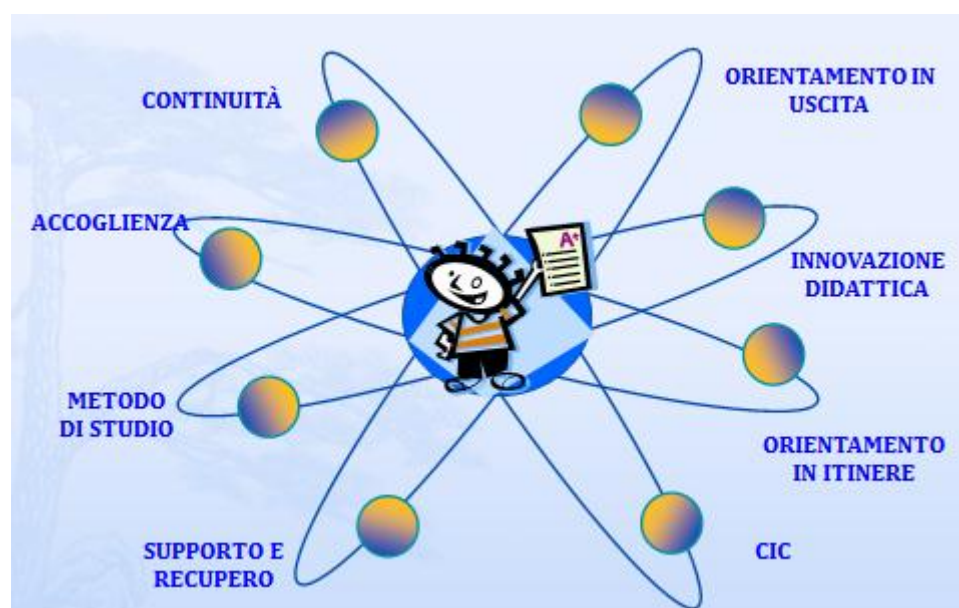 CONTINUITÀ
ORIENTAMENTO IN
USCITA
ACCOGLIENZA
A+
INNOVAZIONE
DIDATTICA
METODO
DI STUDIO
ORIENTAMENTO
IN ITINERE
SUPPORTO E
RECUPERO
CIC